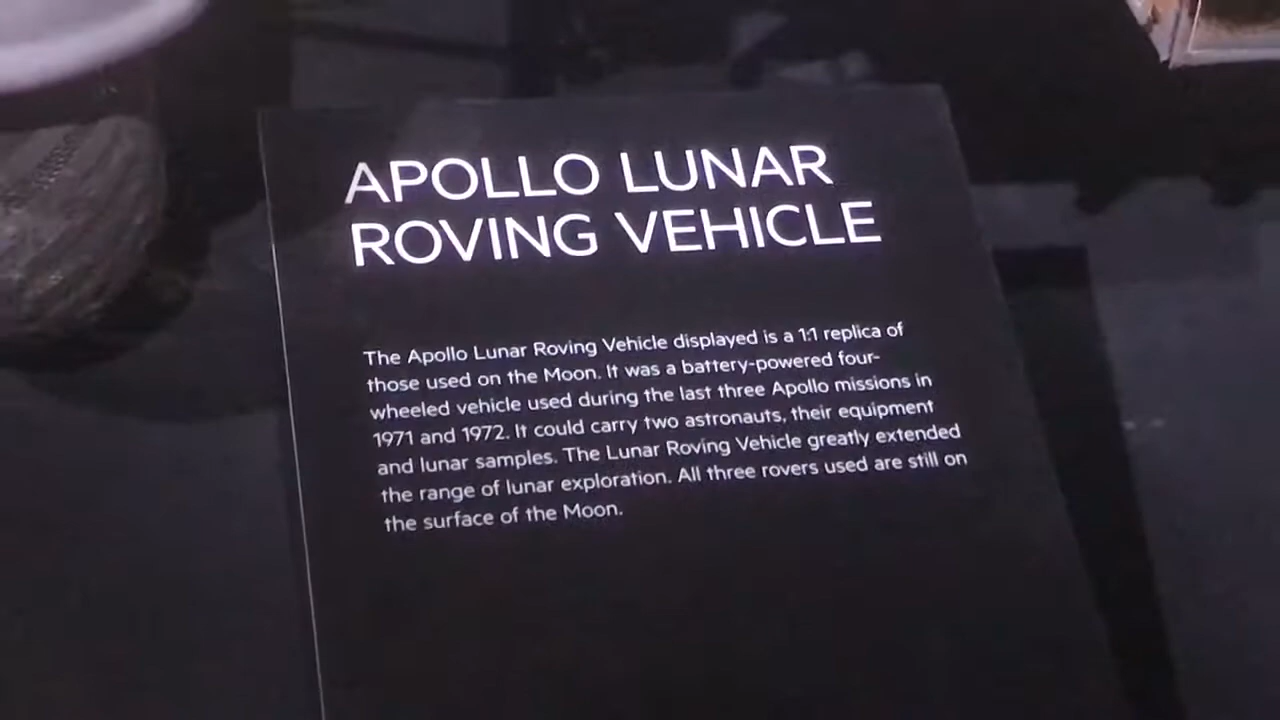 APOLLO LUNAR
ROVING VEHICLE
The Apollo Lunar Roving Vehicle displayed is a 1:1 replica of
those used on the Moon. It was a battery-powered four-
wheeled vehicle used during the last three Apollo missions in
1971 and 1972. It could carry two astronauts, their equipment
and lunar samples. The Lunar Roving Vehicle greatly extended
the range of lunar exploration. All three rovers used are still on
the surface of the Moon.